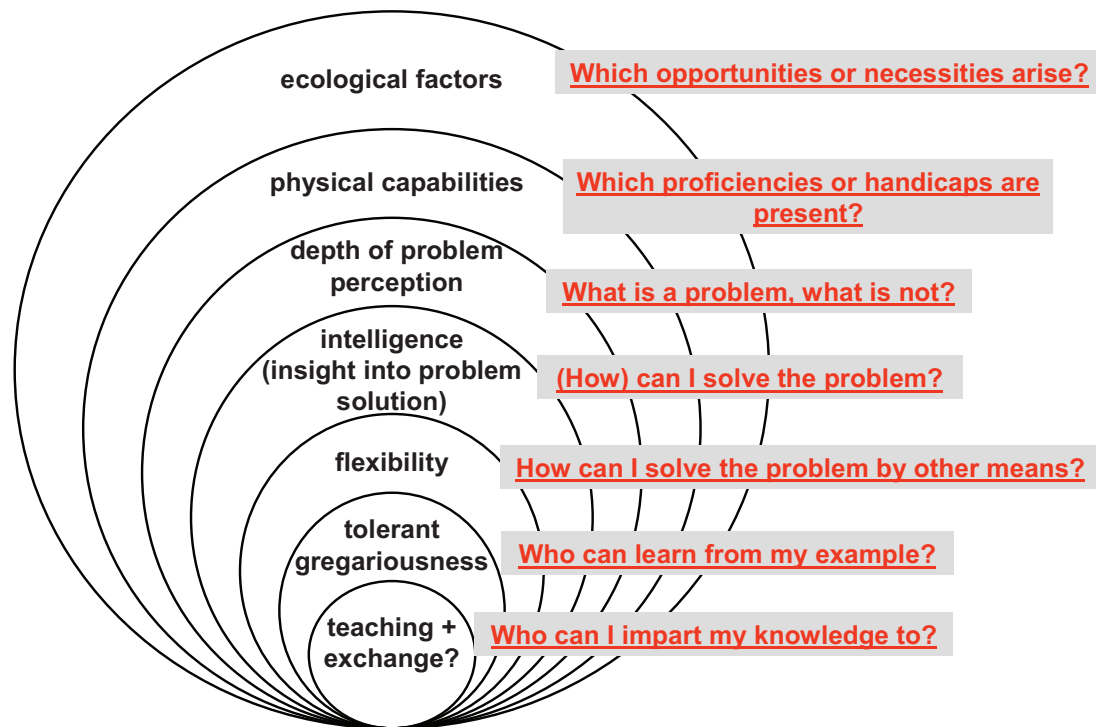 ecological factors
Which opportunities or necessities arise?
physical capabilities
Which proficiencies or handicaps are
present?
depth of problem
perception
What is a problem, what is not?
intelligence
(insight into problem
solution)
(How) can I solve the problem?
flexibility
How can I solve the problem by other means?
tolerant
gregariousness
Who can learn from my example?
teaching +
exchange?
Who can I impart my knowledge to?